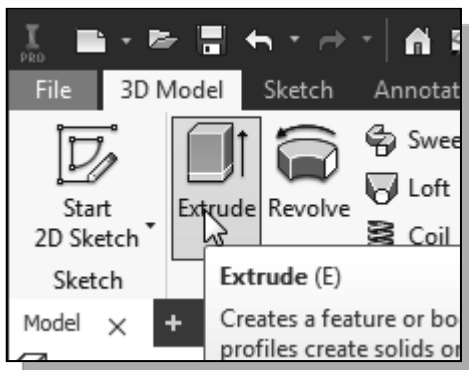 I
PRO
File 3D Model Sketch Annotat
Start
2D Sketch
Extrude Revolve
Swee
Loft
Coil
Sketch
Model
Extrude (E)
Creates a feature or bo
profiles create solids or